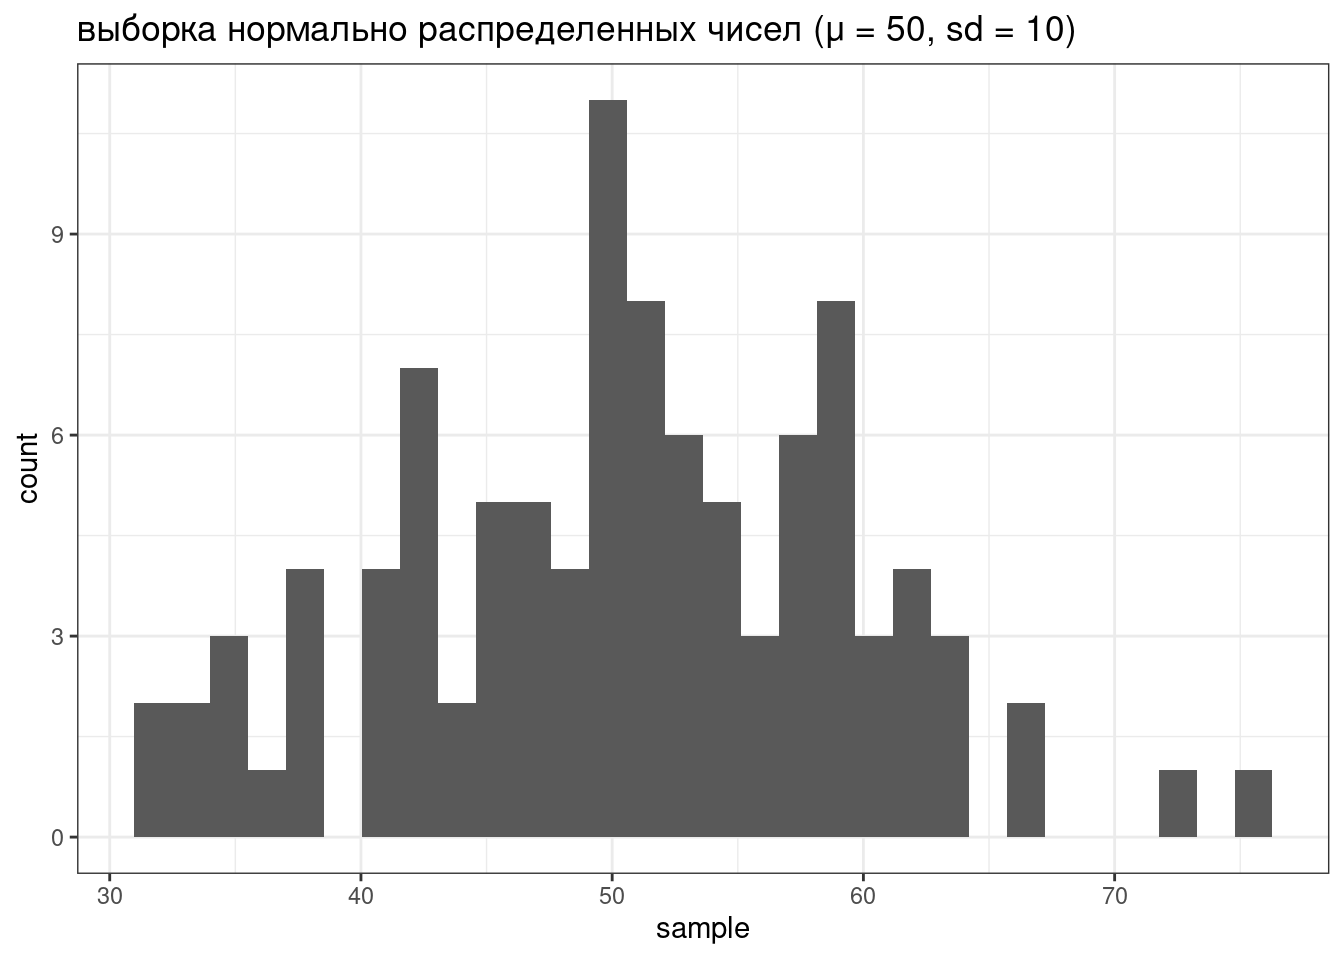 выборка нормально распределенных чисел (μ = 50, sd = 10)
9
6
3
0
count
30 40 50 60 70
sample